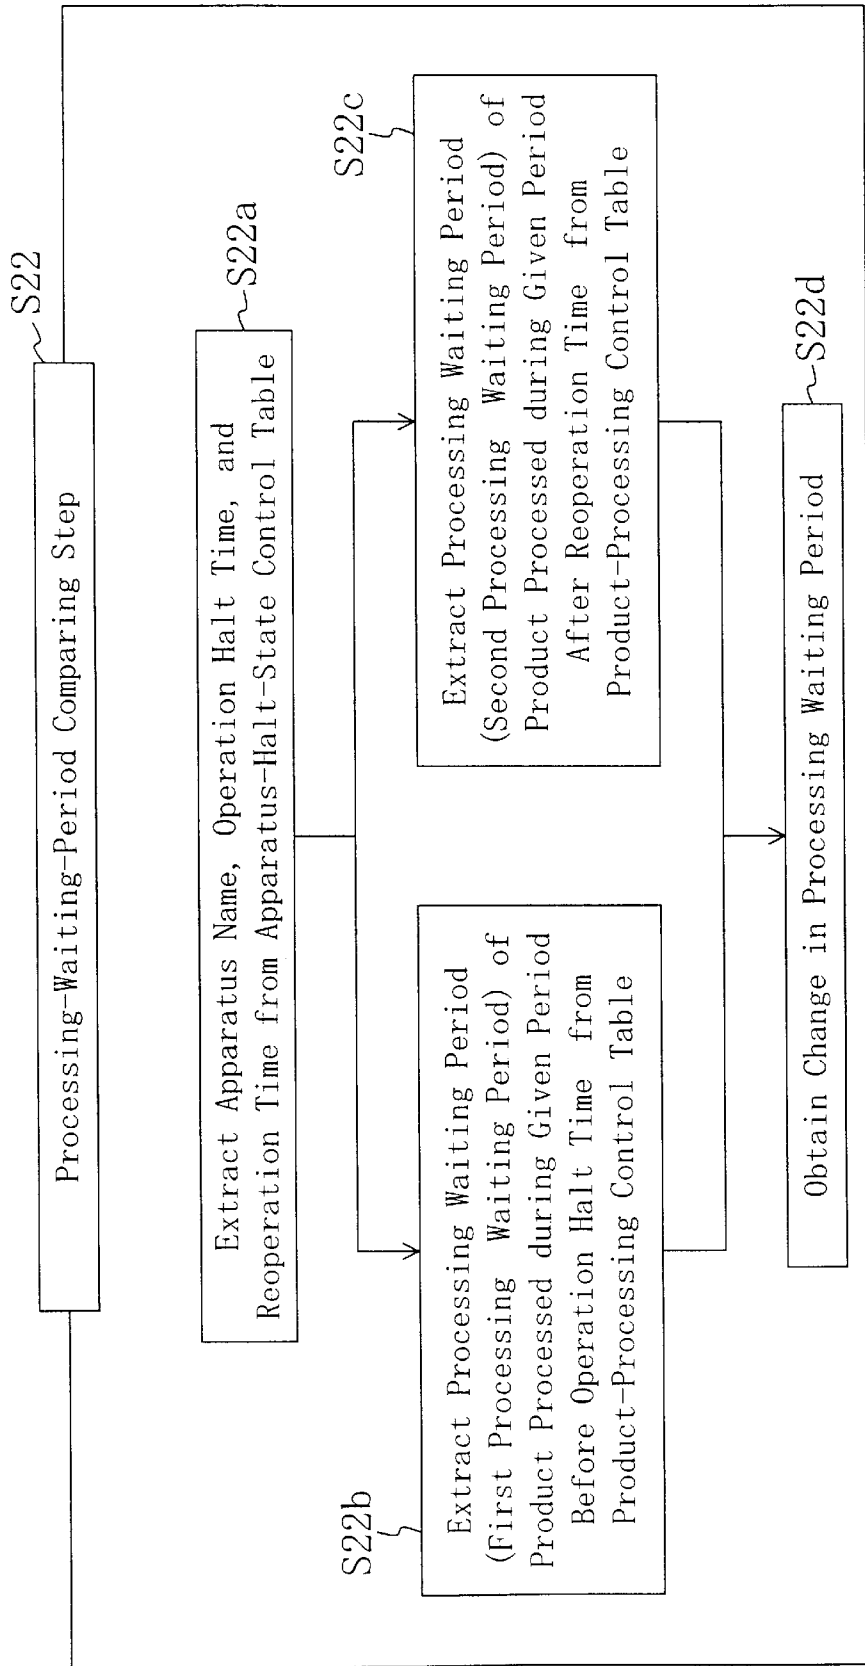 Processing-Waiting-Period Comparing Step
S22
Extract Apparatus Name, Operation Halt Time, and
Reoperation Time from Apparatus-Halt-State Control Table
S22a
S22b
Extract Processing Waiting Period
(First Processing Waiting Period) of
Product Processed during Given Period
Before Operation Halt Time from
Product-Processing Control Table
S22c
Extract Processing Waiting Period
(Second Processing Waiting Period) of
Product Processed during Given Period
After Reoperation Time from
Product-Processing Control Table
Obtain Change in Processing Waiting Period
S22d